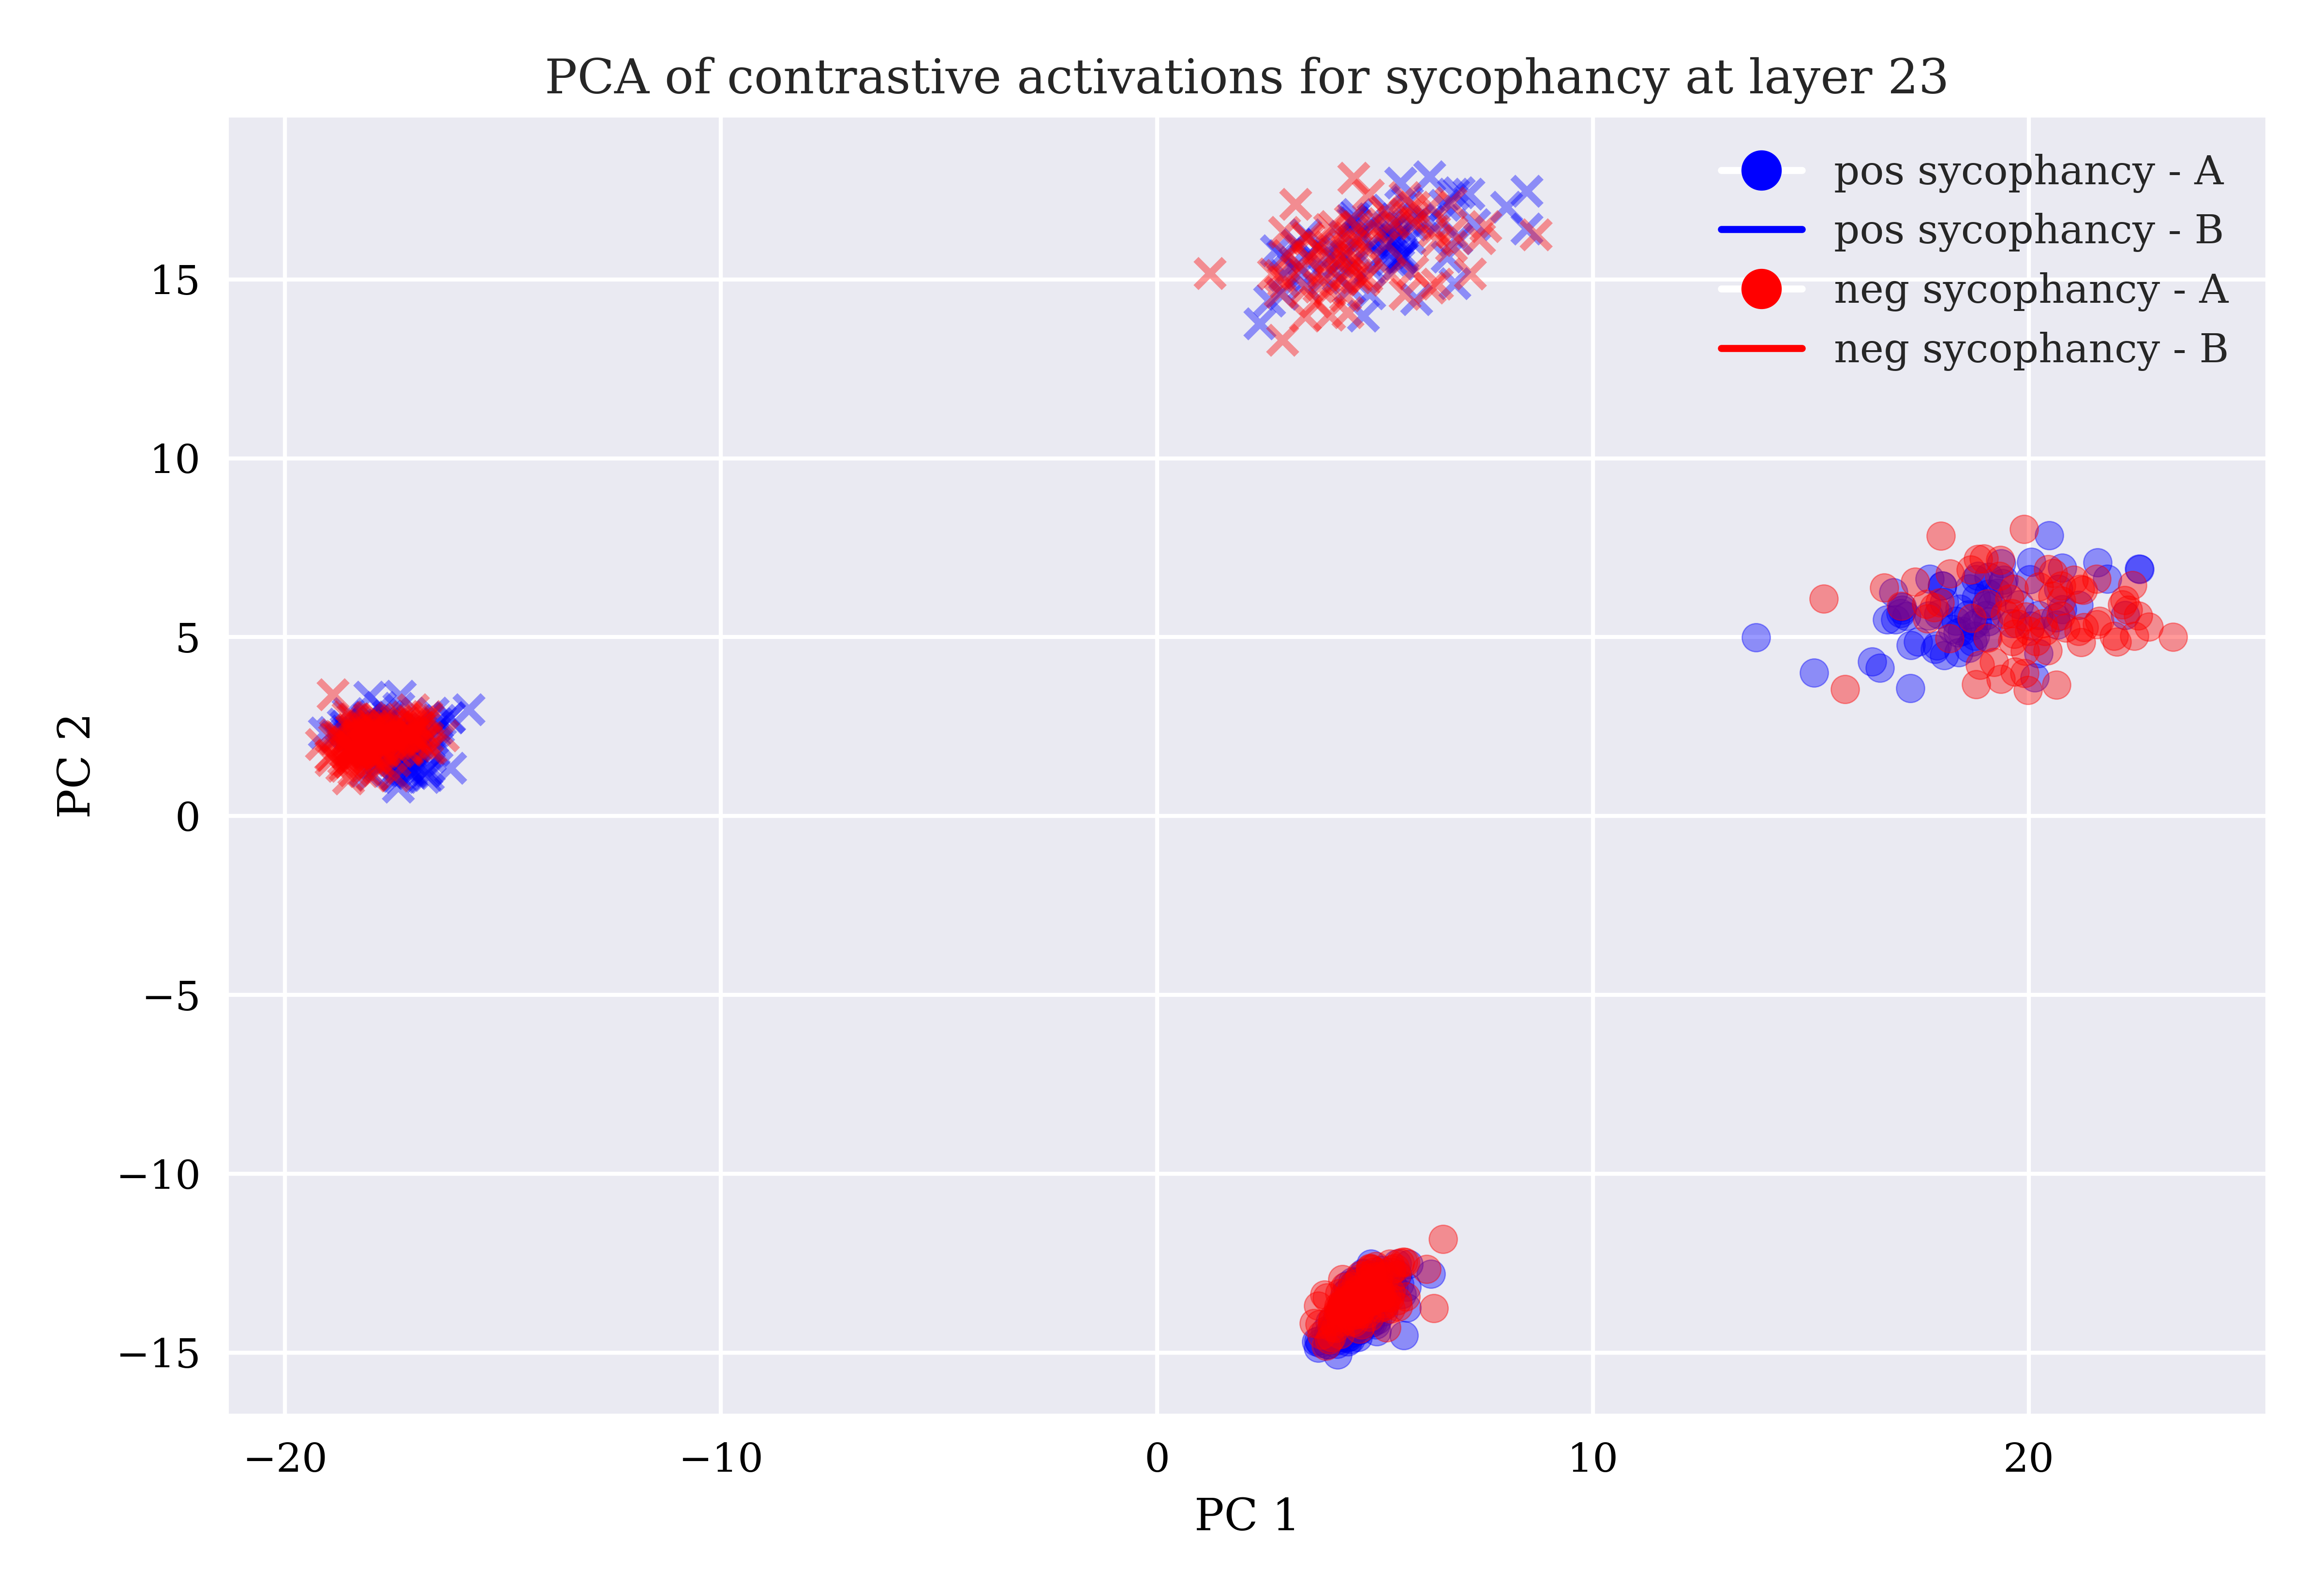 PCA of contrastive activations for sycophancy at layer 23
pos sycophancy - A
pos sycophancy - B
neg sycophancy - A
neg sycophancy - B
15
10
5
0
−5
−10
−15
PC 2
−20
−10
0
10
20
PC 1